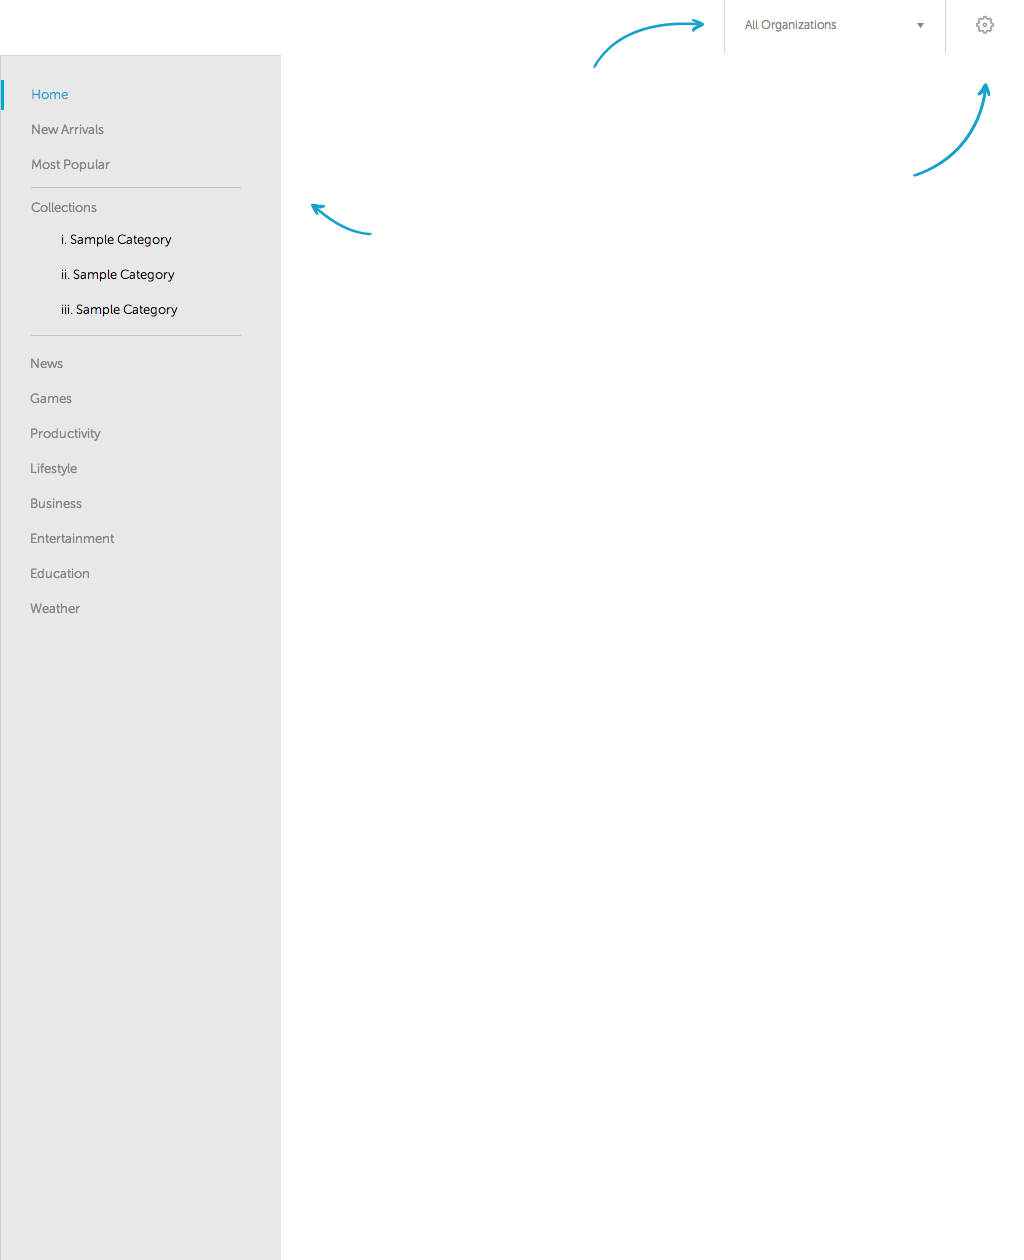 All Organizations
Home
New Arrivals
Most Popular
Collections
i. Sample Category
ii. Sample Category
iii. Sample Category
News
Games
Productivity
Lifestyle
Business
Entertainment
Education
Weather